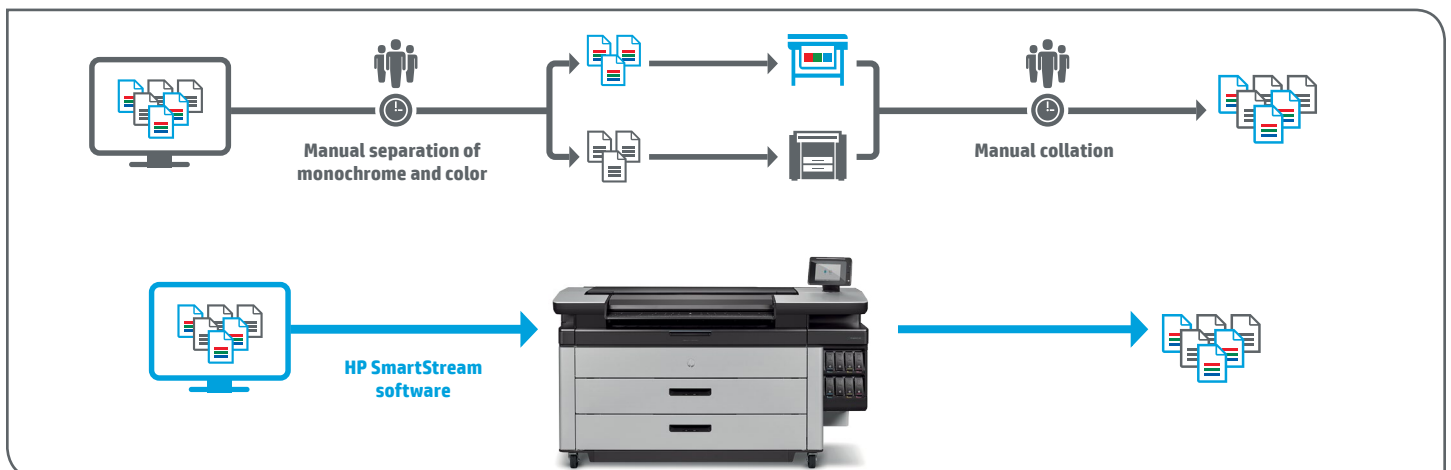 Manual separation of
monochrome and color
Manual collation
HP SmartStream
software